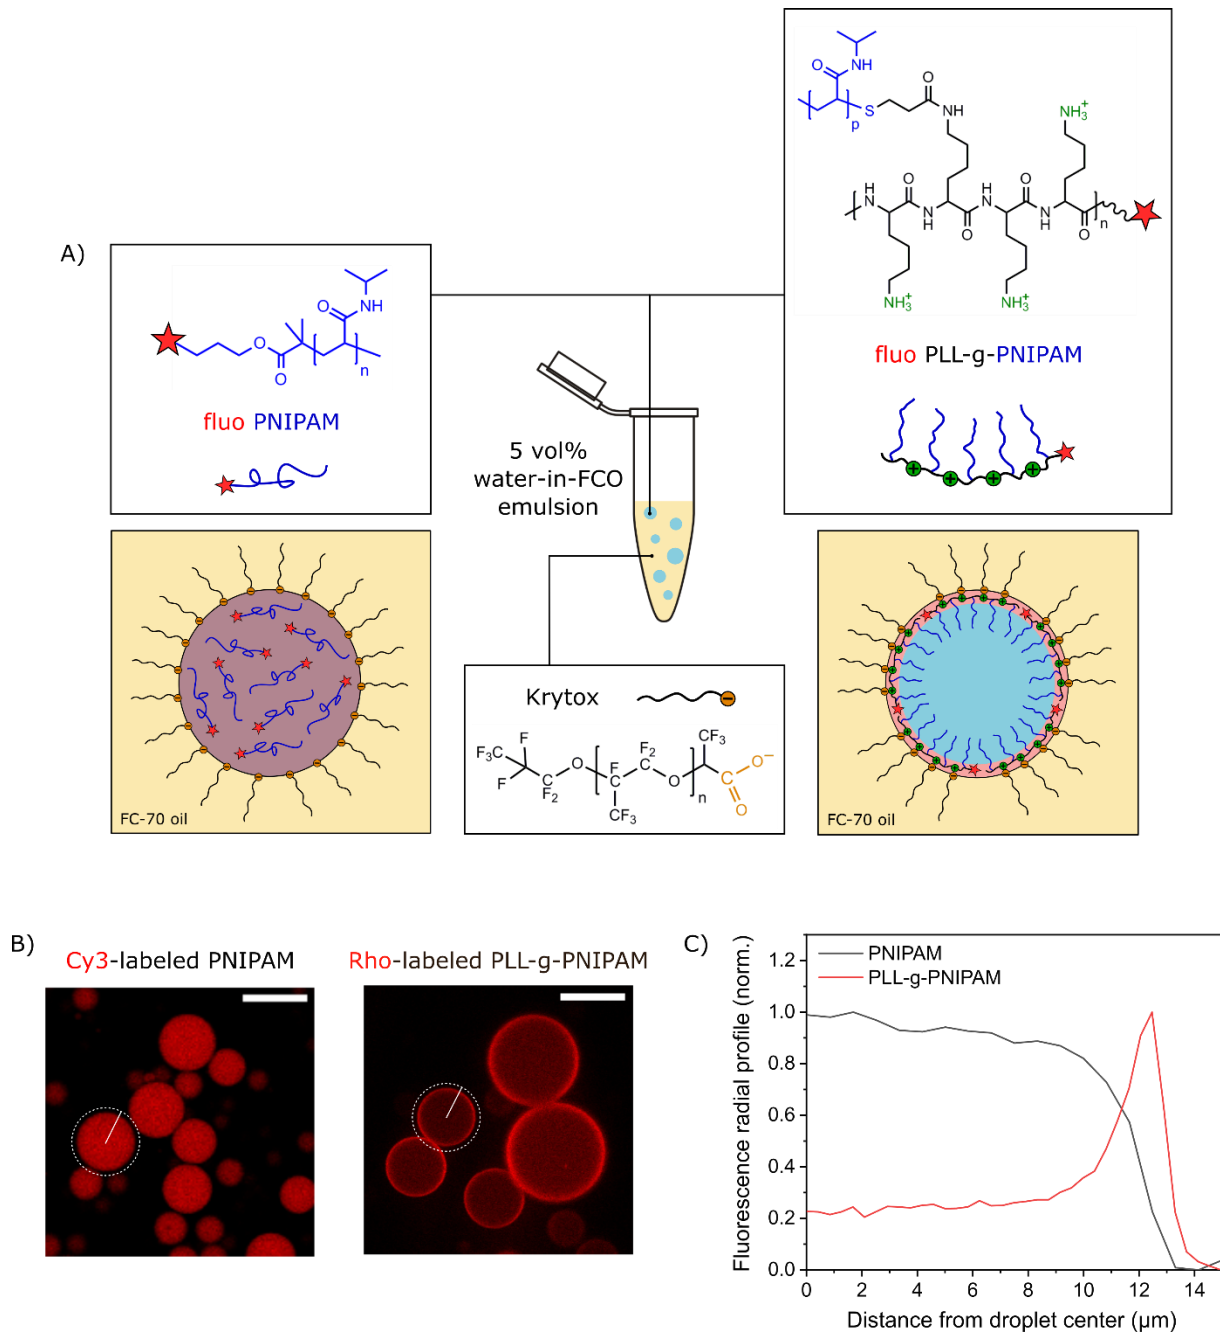 A)
O
NH
O
O
n
fluo PNIPAM
5 vol%
water-in-FCO
emulsion
O
NH
p
S
O
NH
NH₃⁺
H
N
O
N
H
O
H
N
O
N
H
O
n
NH₃⁺
NH₃⁺
fluo PLL-g-PNIPAM
+ + + +
FC-70 oil
Krytox
−
F₃C
F
F
F
F₂
O
F
CF₃
F₂
O
n
CF₃
O⁻
O
FC-70 oil
B)
Cy3-labeled PNIPAM
Rho-labeled PLL-g-PNIPAM
C)
PNIPAM
PLL-g-PNIPAM
Fluorescence radial profile (norm.)
1.2
1.0
0.8
0.6
0.4
0.2
0.0
0 2 4 6 8 10 12 14
Distance from droplet center (µm)